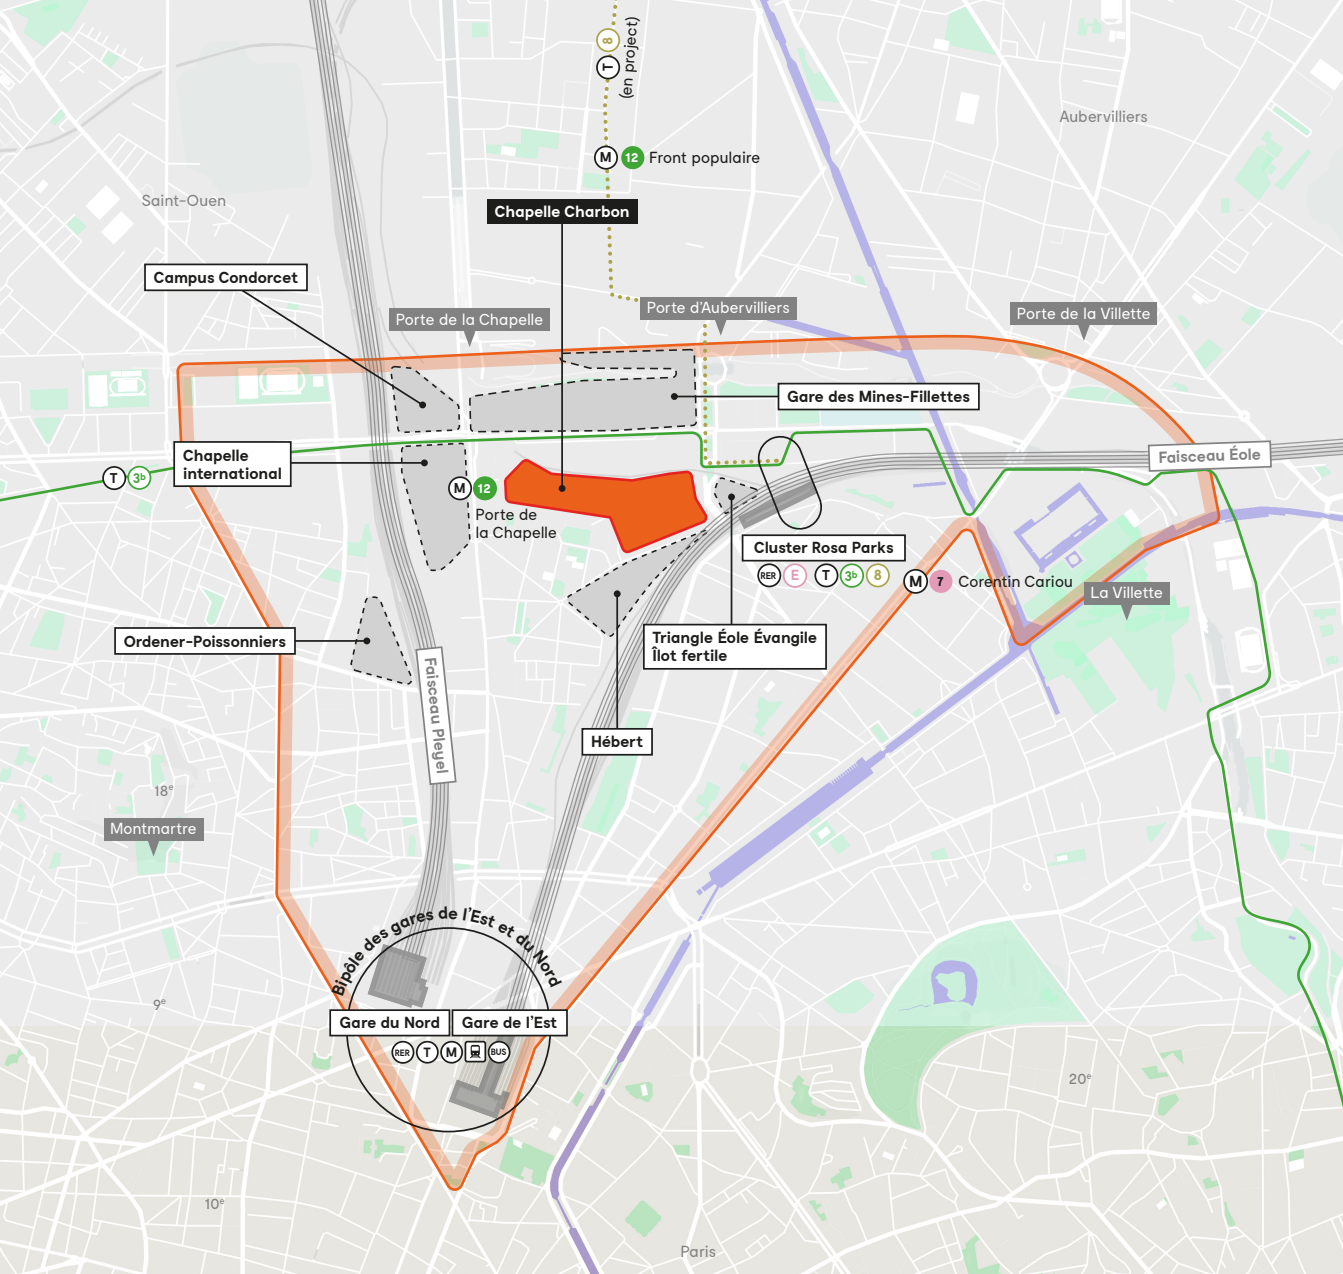 8
T
(en project)
Aubervilliers
M 12 Front populaire
Saint-Ouen
Chapelle Charbon
Campus Condorcet
Porte de la Chapelle
Porte d'Aubervilliers
Porte de la Villette
Gare des Mines-Fillettes
Chapelle
international
Faisceau Éole
T 3b
M 12
Porte de
la Chapelle
Cluster Rosa Parks
RER E T 3b 8
M 7 Corentin Cariou
La Villette
Ordener-Poissonniers
Triangle Éole Évangile
Îlot fertile
Faisceau Pleyel
Hébert
18e
Montmartre
Bipôle des gares de l'Est et du Nord
9e
Gare du Nord
Gare de l'Est
RER T M BUS
20e
10e
Paris